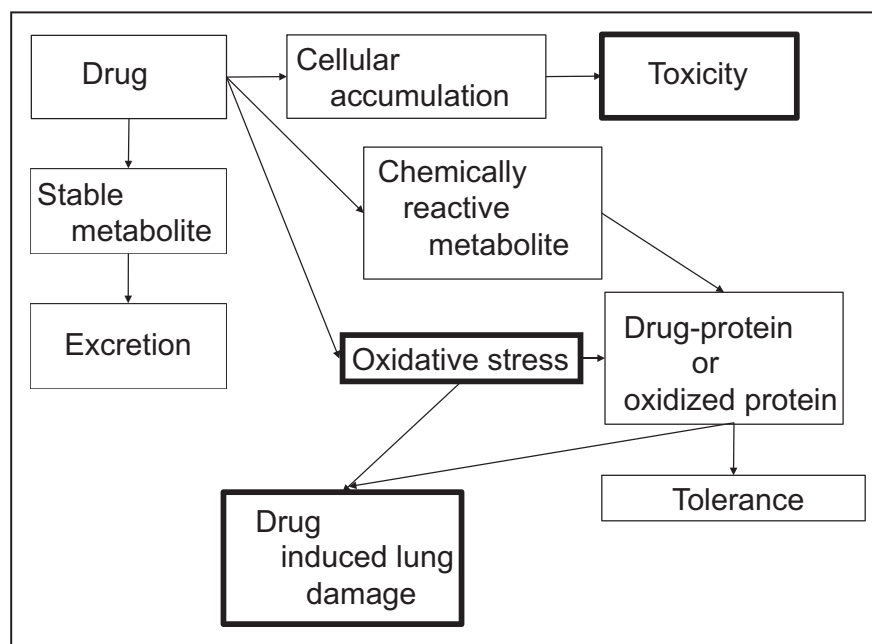 Drug
Cellular
accumulation
Toxicity
Stable
metabolite
Chemically
reactive
metabolite
Excretion
Oxidative stress
Drug-protein
or
oxidized protein
Tolerance
Drug
induced lung
damage